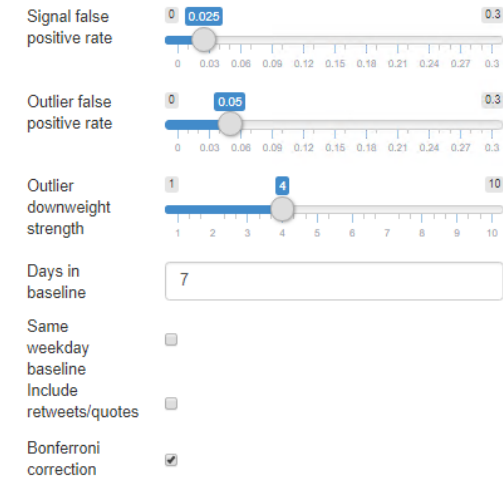 Signal false
positive rate
0 0.025 0.3
0 0.03 0.06 0.09 0.12 0.15 0.18 0.21 0.24 0.27 0.3
Outlier false
positive rate
0 0.05 0.3
0 0.03 0.06 0.09 0.12 0.15 0.18 0.21 0.24 0.27 0.3
Outlier
downweight
strength
1 4 10
1 2 3 4 5 6 7 8 9 10
Days in
baseline
7
Same
weekday
baseline
Include
retweets/quotes
Bonferroni
correction